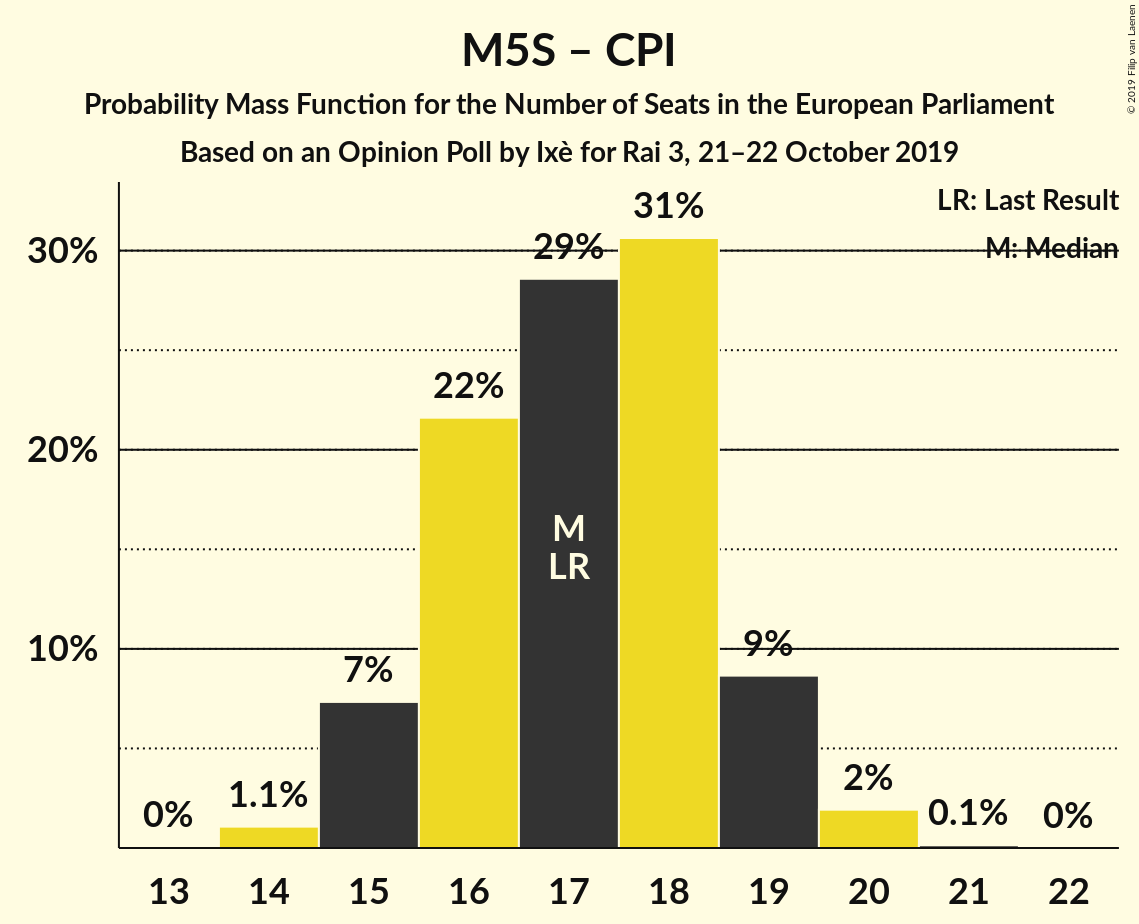 M5S – CPI
Probability Mass Function for the Number of Seats in the European Parliament
Based on an Opinion Poll by Ixè for Rai 3, 21–22 October 2019
© 2019 Filip van Laenen
LR: Last Result
M: Median
30%
20%
10%
0%
1.1%
7%
22%
29%
31%
9%
2%
0.1%
0%
M
LR
13 14 15 16 17 18 19 20 21 22